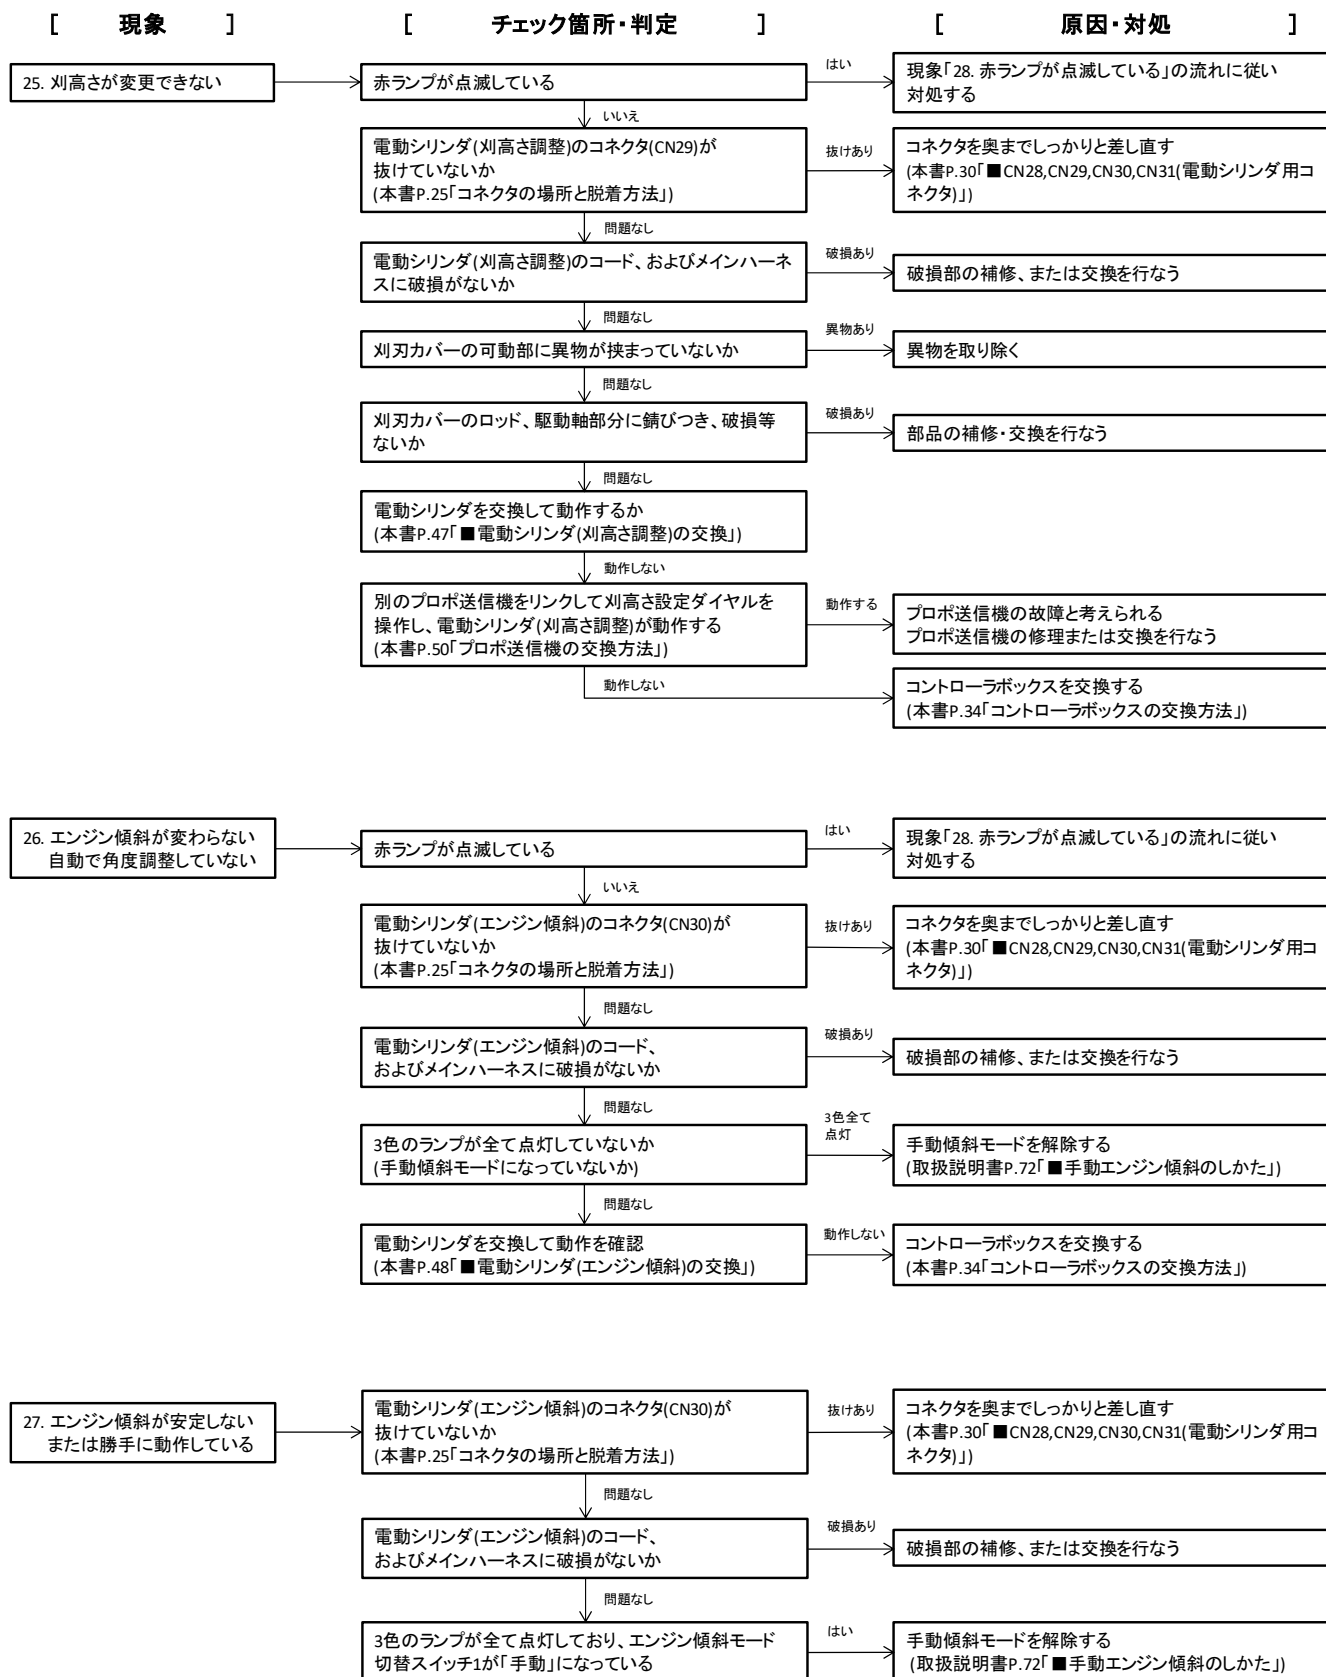 [ 現象 ] [ チェック箇所・判定 ] [ 原因・対処 ]
25. 刈高さが変更できない
赤ランプが点滅している
はい
現象「28. 赤ランプが点滅している」の流れに従い
対処する
いいえ
電動シリンダ(刈高さ調整)のコネクタ(CN29)が
抜けていないか
(本書P.25「コネクタの場所と脱着方法」)
抜けあり
コネクタを奥までしっかりと差し直す
(本書P.30「■CN28,CN29,CN30,CN31(電動シリンダ用コ
ネクタ)」)
問題なし
電動シリンダ(刈高さ調整)のコード、およびメインハーネ
スに破損がないか
破損あり
破損部の補修、または交換を行なう
問題なし
刈刃カバーの可動部に異物が挟まっていないか
異物あり
異物を取り除く
問題なし
刈刃カバーのロッド、駆動軸部分に錆びつき、破損等
ないか
破損あり
部品の補修・交換を行なう
問題なし
電動シリンダを交換して動作するか
(本書P.47「■電動シリンダ(刈高さ調整)の交換」)
動作しない
別のプロポ送信機をリンクして刈高さ設定ダイヤルを
操作し、電動シリンダ(刈高さ調整)が動作する
(本書P.50「プロポ送信機の交換方法」)
動作する
プロポ送信機の故障と考えられる
プロポ送信機の修理または交換を行なう
動作しない
コントローラボックスを交換する
(本書P.34「コントローラボックスの交換方法」)
26. エンジン傾斜が変わらない
自動で角度調整していない
赤ランプが点滅している
はい
現象「28. 赤ランプが点滅している」の流れに従い
対処する
いいえ
電動シリンダ(エンジン傾斜)のコネクタ(CN30)が
抜けていないか
(本書P.25「コネクタの場所と脱着方法」)
抜けあり
コネクタを奥までしっかりと差し直す
(本書P.30「■CN28,CN29,CN30,CN31(電動シリンダ用コ
ネクタ)」)
問題なし
電動シリンダ(エンジン傾斜)のコード、
およびメインハーネスに破損がないか
破損あり
破損部の補修、または交換を行なう
問題なし
3色のランプが全て点灯していないか
(手動傾斜モードになっていないか)
3色全て
点灯
手動傾斜モードを解除する
(取扱説明書P.72「■手動エンジン傾斜のしかた」)
問題なし
電動シリンダを交換して動作を確認
(本書P.48「■電動シリンダ(エンジン傾斜)の交換」)
動作しない
コントローラボックスを交換する
(本書P.34「コントローラボックスの交換方法」)
27. エンジン傾斜が安定しない
または勝手に動作している
電動シリンダ(エンジン傾斜)のコネクタ(CN30)が
抜けていないか
(本書P.25「コネクタの場所と脱着方法」)
抜けあり
コネクタを奥までしっかりと差し直す
(本書P.30「■CN28,CN29,CN30,CN31(電動シリンダ用コ
ネクタ)」)
問題なし
電動シリンダ(エンジン傾斜)のコード、
およびメインハーネスに破損がないか
破損あり
破損部の補修、または交換を行なう
問題なし
3色のランプが全て点灯しており、エンジン傾斜モード
切替スイッチ1が「手動」になっている
はい
手動傾斜モードを解除する
(取扱説明書P.72「■手動エンジン傾斜のしかた」)